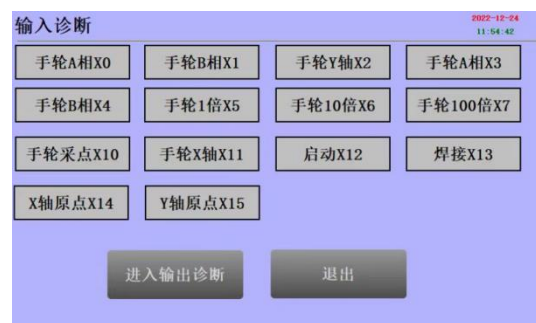 输入诊断
2022-12-24
11:54:42
手轮A相X0 手轮B相X1 手轮Y轴X2 手轮A相X3
手轮B相X4 手轮1倍X5 手轮10倍X6 手轮100倍X7
手轮采点X10 手轮X轴X11 启动X12 焊接X13
X轴原点X14 Y轴原点X15
进入输出诊断 退出